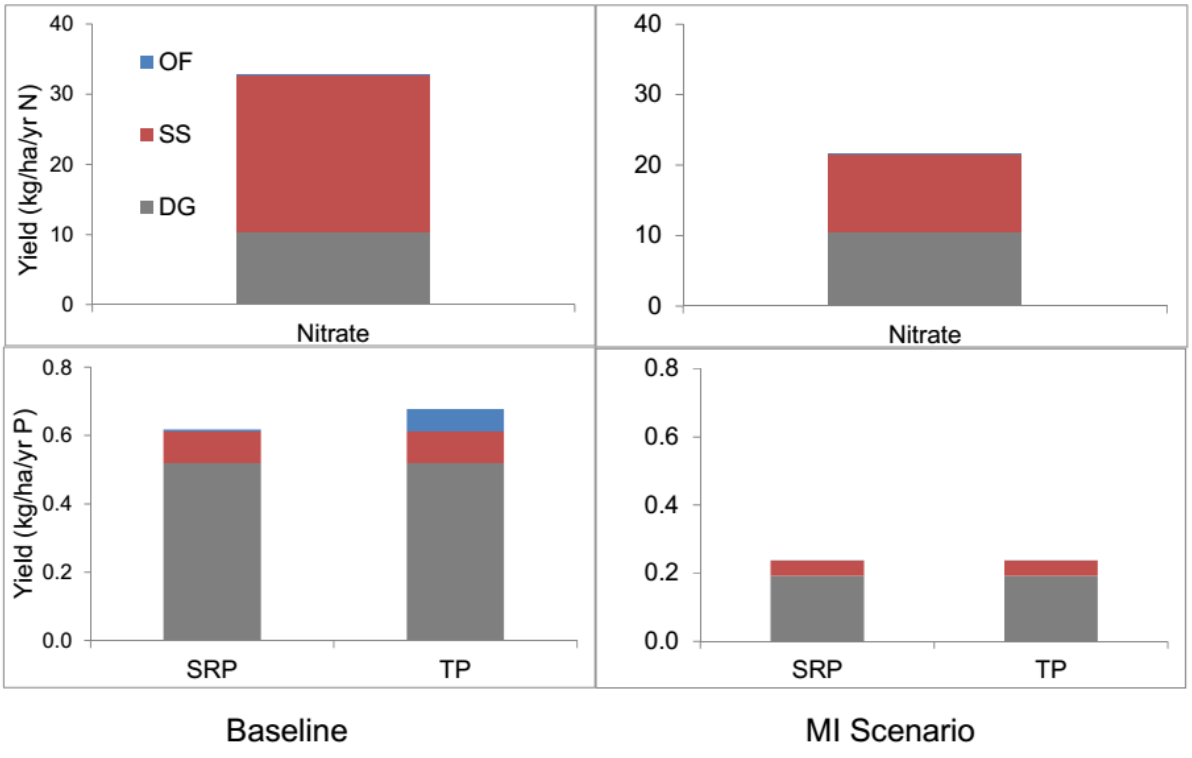 40
30
20
10
0
Yield (kg/ha/yr N)
OF
SS
DG
Nitrate
40
30
20
10
0
Nitrate
0.8
0.6
0.4
0.2
0.0
Yield (kg/ha/yr P)
SRP TP
0.8
0.6
0.4
0.2
0.0
SRP TP
Baseline
MI Scenario